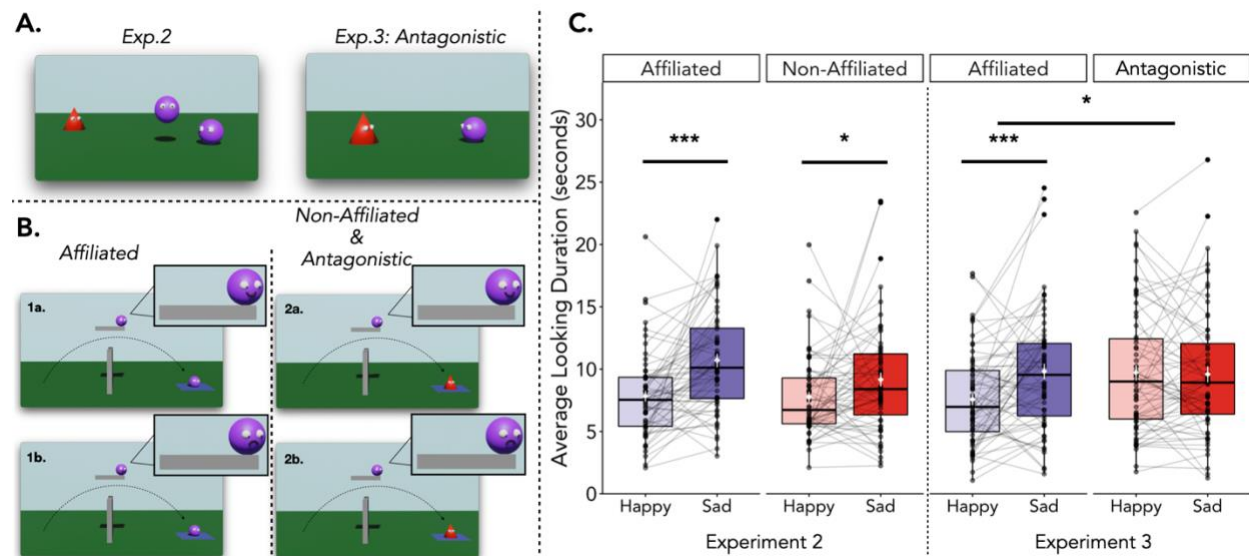 A.
Exp.2
Exp.3: Antagonistic
B.
Affiliated
Non-Affiliated
&
Antagonistic
1a.
2a.
1b.
2b.
C.
Affiliated
Non-Affiliated
Affiliated
Antagonistic
***
*
***
*
Average Looking Duration (seconds)
30
25
20
15
10
5
0
Happy Sad
Happy Sad
Happy Sad
Happy Sad
Experiment 2
Experiment 3